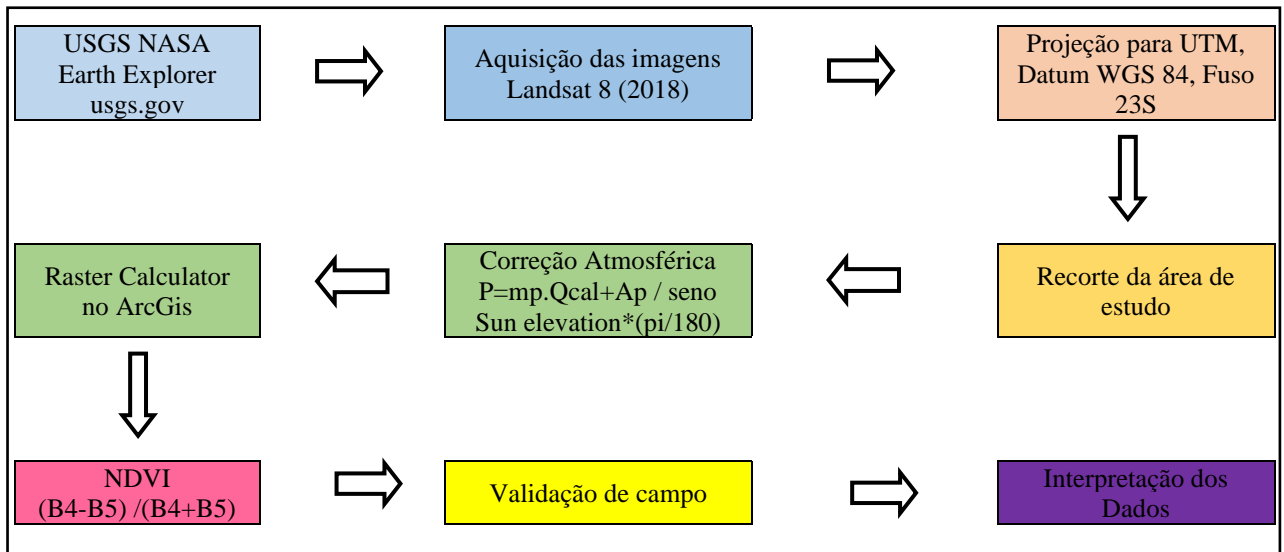 USGS NASA
Earth Explorer
usgs.gov
Aquisição das imagens
Landsat 8 (2018)
Projeção para UTM,
Datum WGS 84, Fuso
23S
Recorte da área de
estudo
Correção Atmosférica
P=mp.Qcal+Ap / seno
Sun elevation*(pi/180)
Raster Calculator
no ArcGis
NDVI
(B4-B5) /(B4+B5)
Validação de campo
Interpretação dos
Dados